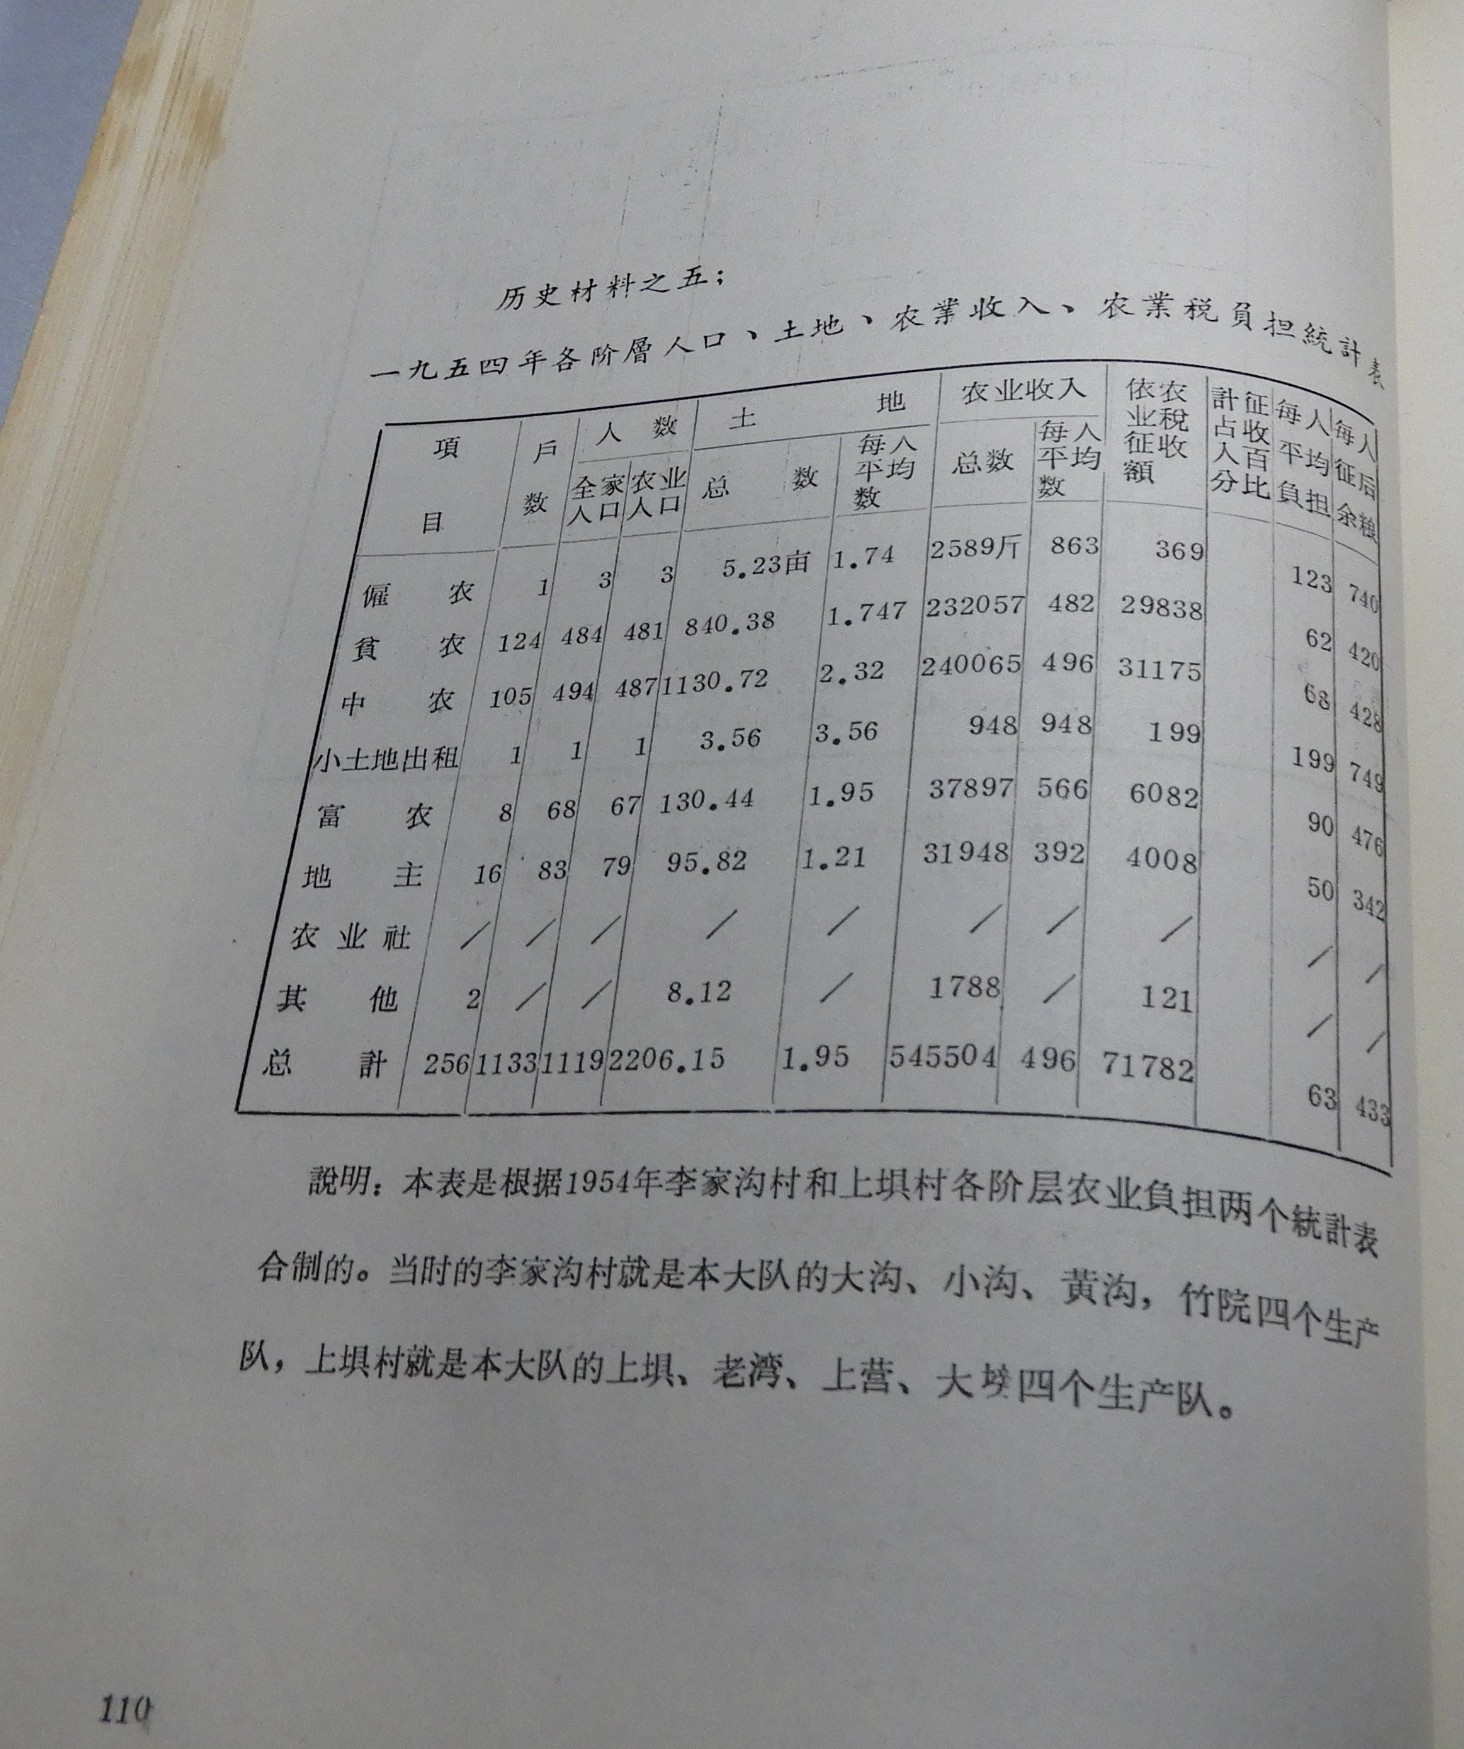 历史材料之五；
一九五四年各阶層人口、土地、农業收入、农業税負担統計表
項目 户数 人数 土地 农业收入 依农业税征收額 計征占收入百分比 每人平均負担 每人征后余粮
全家人口 农业人口 总数 每人平均数 总数 每人平均数
僱农 1 3 3 5.23亩 1.74 2589斤 863 369 123 740
貧农 124 484 481 840.38 1.747 232057 482 29838 62 420
中农 105 494 487 1130.72 2.32 240065 496 31175 68 428
小土地出租 1 1 1 3.56 3.56 948 948 199 199 749
富农 8 68 67 130.44 1.95 37897 566 6082 90 476
地主 16 83 79 95.82 1.21 31948 392 4008 50 342
农业社 / / / / / / / / / /
其他 2 / / 8.12 / 1788 / 121 / /
总計 256 1133 1119 2206.15 1.95 545504 496 71782 63 433
說明：本表是根据1954年李家沟村和上垻村各阶层农业負担两个統計表
合制的。当时的李家沟村就是本大队的大沟、小沟、黄沟，竹院四个生产
队，上垻村就是本大队的上垻、老湾、上营、大四个生产队。
110